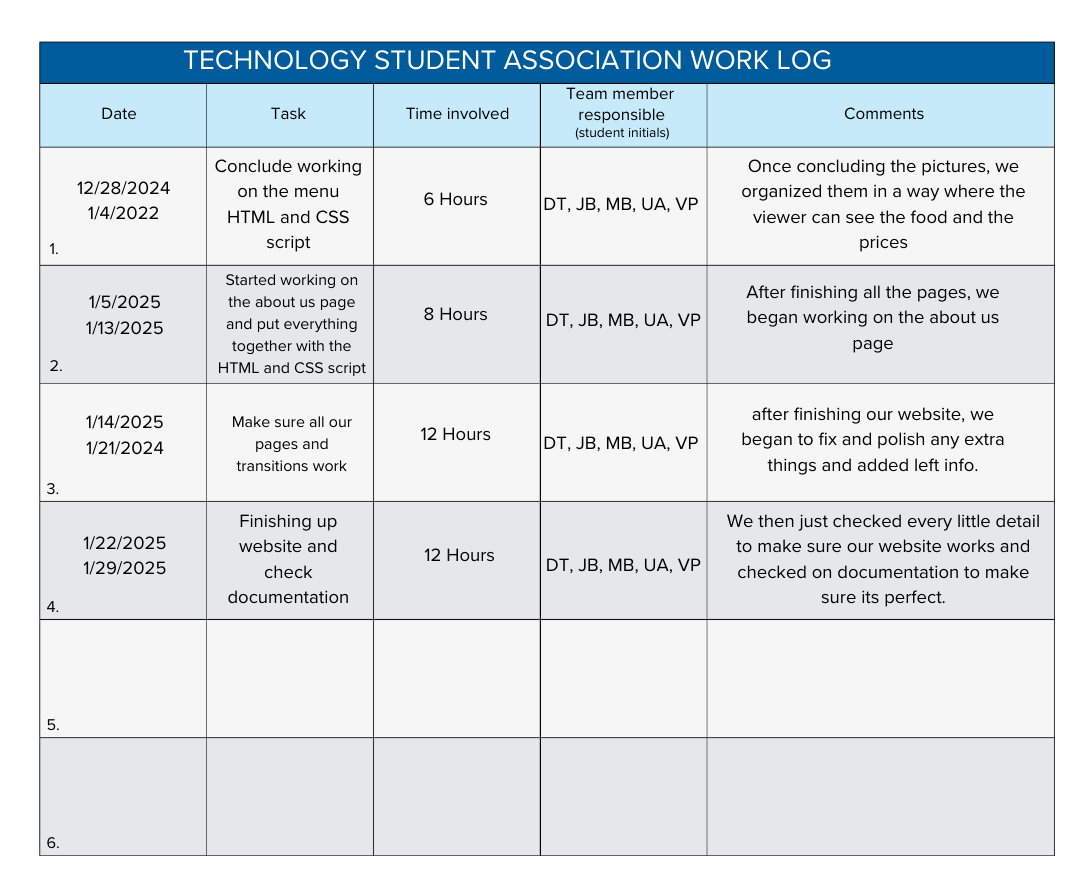 TECHNOLOGY STUDENT ASSOCIATION WORK LOG
Date
Task
Time involved
Team member
responsible
(student initials)
Comments
1.
12/28/2024
1/4/2022
Conclude working
on the menu
HTML and CSS
script
6 Hours
DT, JB, MB, UA, VP
Once concluding the pictures, we
organized them in a way where the
viewer can see the food and the
prices
2.
1/5/2025
1/13/2025
Started working on
the about us page
and put everything
together with the
HTML and CSS script
8 Hours
DT, JB, MB, UA, VP
After finishing all the pages, we
began working on the about us
page
3.
1/14/2025
1/21/2024
Make sure all our
pages and
transitions work
12 Hours
DT, JB, MB, UA, VP
after finishing our website, we
began to fix and polish any extra
things and added left info.
4.
1/22/2025
1/29/2025
Finishing up
website and
check
documentation
12 Hours
DT, JB, MB, UA, VP
We then just checked every little detail
to make sure our website works and
checked on documentation to make
sure its perfect.
5.
6.